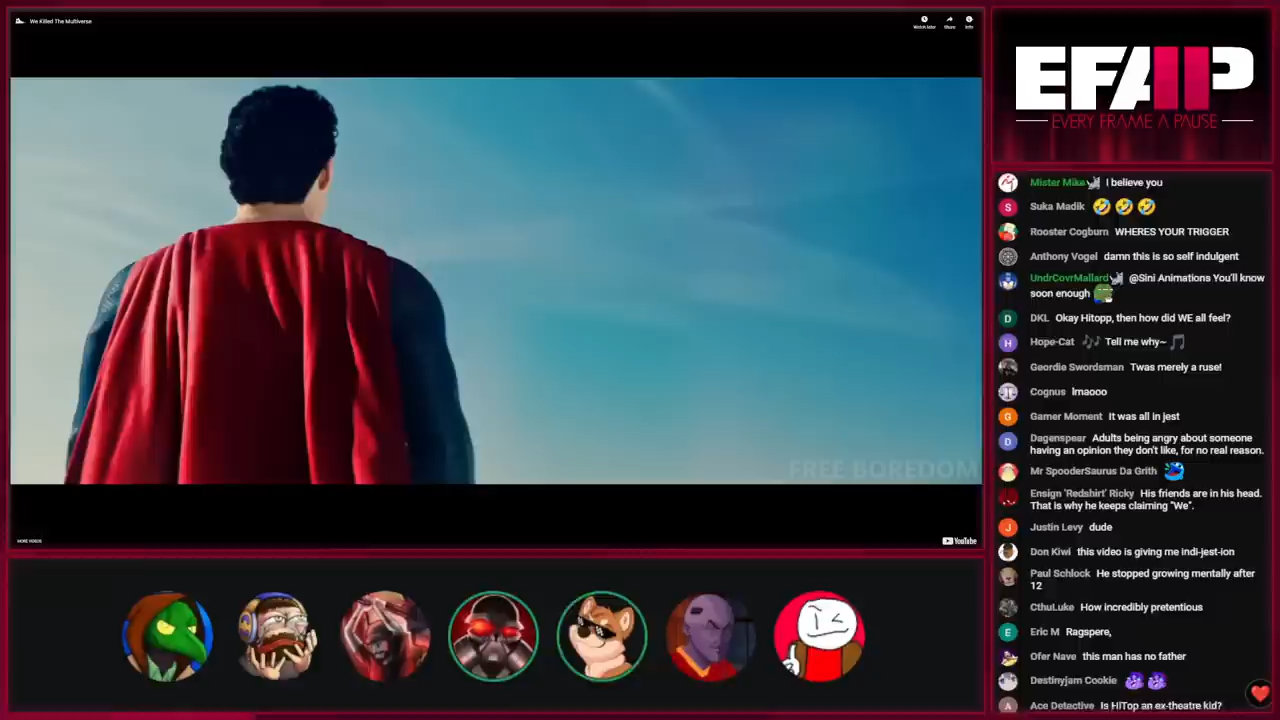 We Killed The Multiverse
Watch later
Share
Info
FREE BOREDOM
MORE VIDEOS
YouTube
EFAP
EVERY FRAME A PAUSE
Mister Mike I believe you
Suka Madik
Rooster Cogburn WHERES YOUR TRIGGER
Anthony Vogel damn this is so self indulgent
UndrCovrMallard @Sini Animations You'll know
soon enough
D
DKL Okay Hitopp, then how did WE all feel?
H
Hope-Cat Tell me why~
Geordie Swordsman Twas merely a ruse!
Cognus lmaooo
G
Gamer Moment It was all in jest
D
Dagenspear Adults being angry about someone
having an opinion they don't like, for no real reason.
Mr SpooderSaurus Da Grith
Ensign 'Redshirt' Ricky His friends are in his head.
That is why he keeps claiming "We".
J
Justin Levy dude
Don Kiwi this video is giving me indi-jest-ion
Paul Schlock He stopped growing mentally after
12
CthuLuke How incredibly pretentious
E
Eric M Ragspere,
Ofer Nave this man has no father
Destinyjam Cookie
A
Ace Detective Is HiTop an ex-theatre kid?